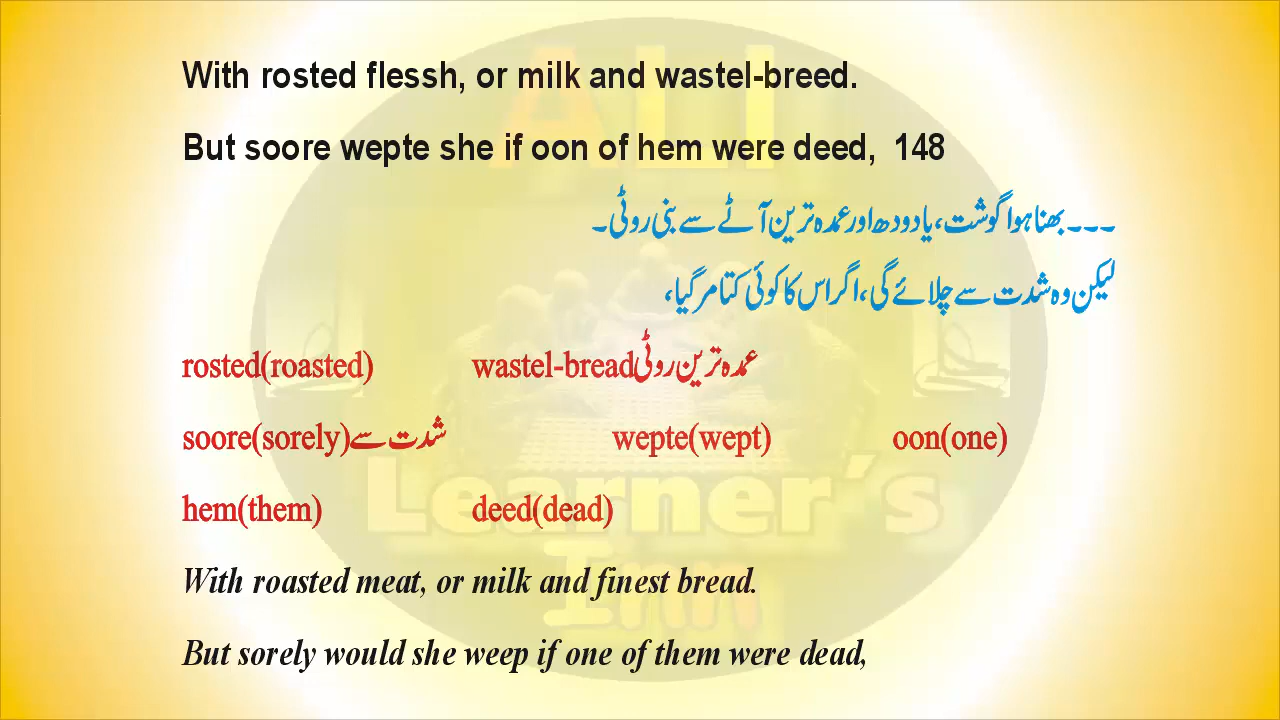 With rosted flessh, or milk and wastel-breed.
But soore wepte she if oon of hem were deed, 148
۔۔۔ بھنا ہوا گوشت، یا دودھ اور عمدہ ترین آٹے سے بنی روٹی۔
لیکن وہ شدت سے چلائے گی، اگر اس کا کوئی کتا مر گیا،
rosted(roasted) wastel-breadعمدہ ترین روٹی
soore(sorely)شدت سے wepte(wept) oon(one)
hem(them) deed(dead)
With roasted meat, or milk and finest bread.
But sorely would she weep if one of them were dead,
ALI
Learner's
Inn